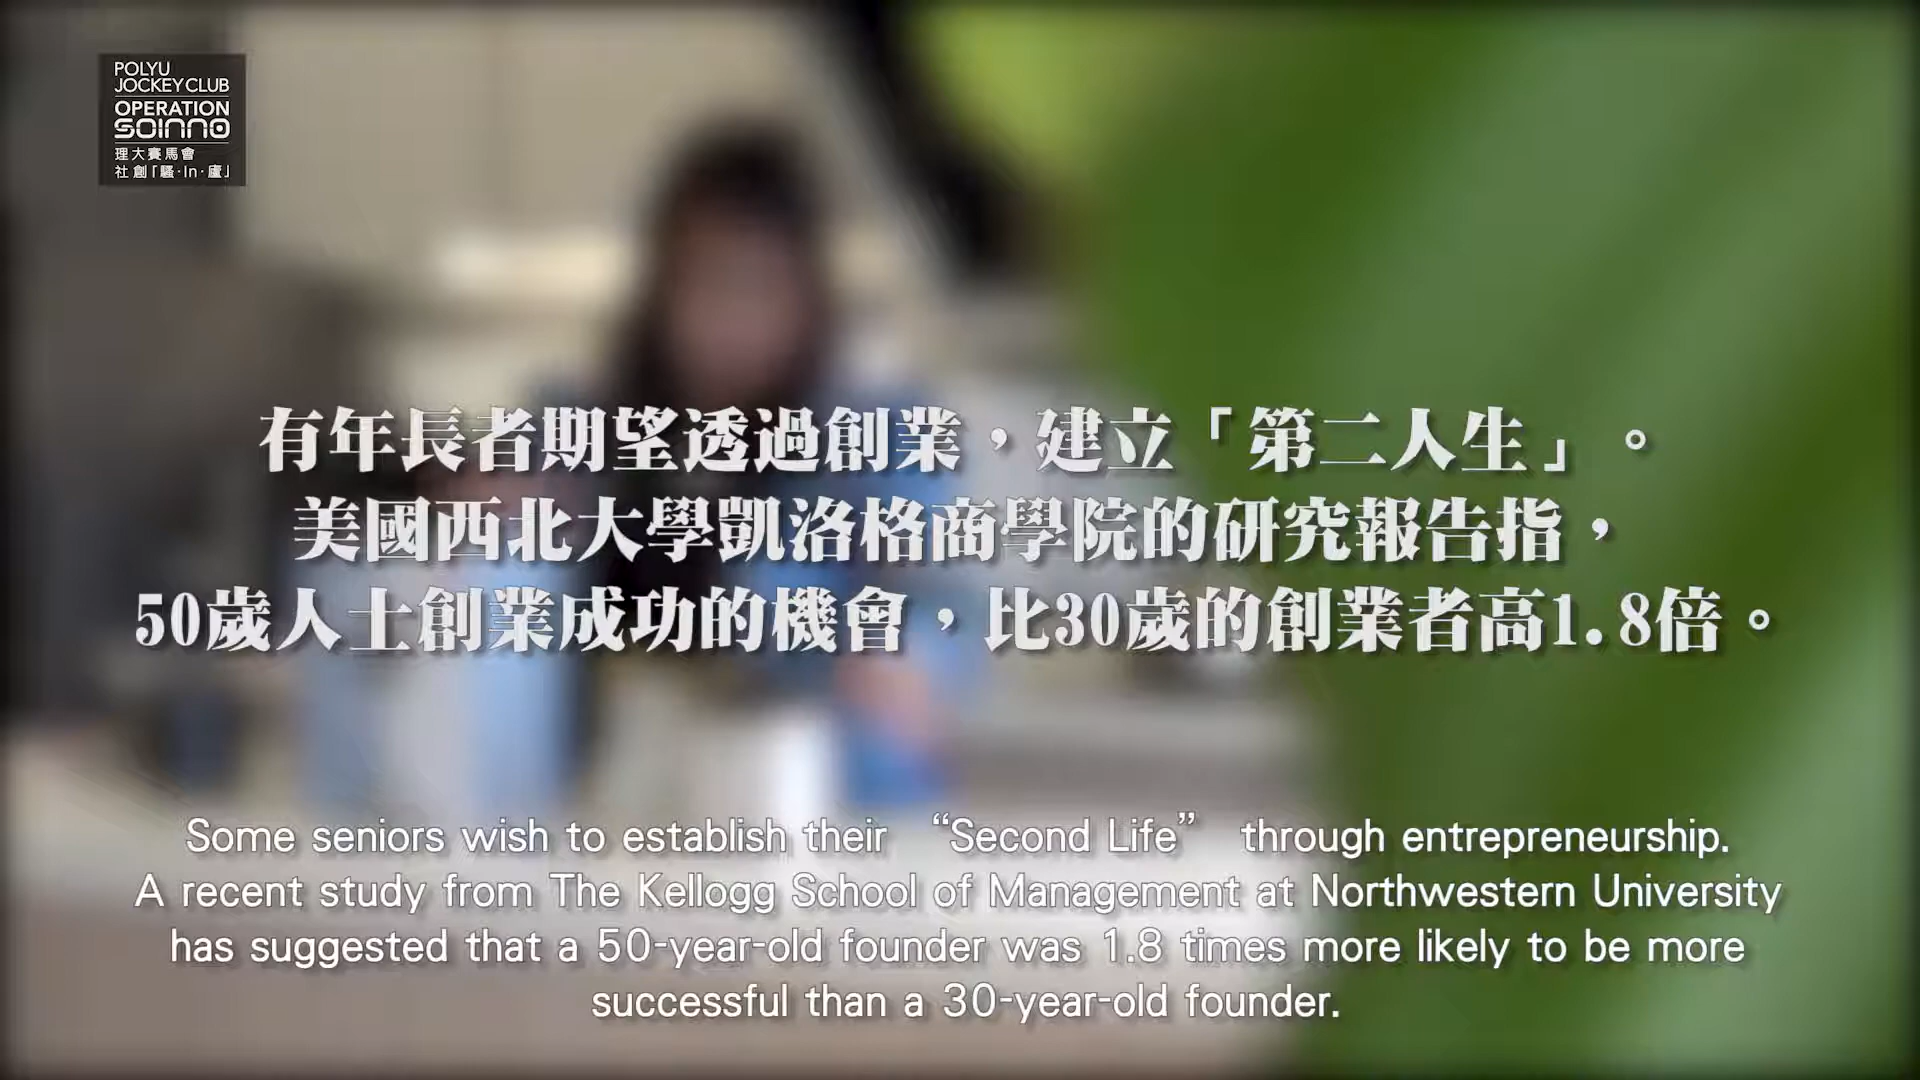 POLYU
JOCKEY CLUB
OPERATION
SOINNO
理大賽馬會
社創「騷·In·廬」
有年長者期望透過創業，建立「第二人生」。
美國西北大學凱洛格商學院的研究報告指，
50歲人士創業成功的機會，比30歲的創業者高1.8倍。
Some seniors wish to establish their “Second Life” through entrepreneurship.
A recent study from The Kellogg School of Management at Northwestern University
has suggested that a 50-year-old founder was 1.8 times more likely to be more
successful than a 30-year-old founder.